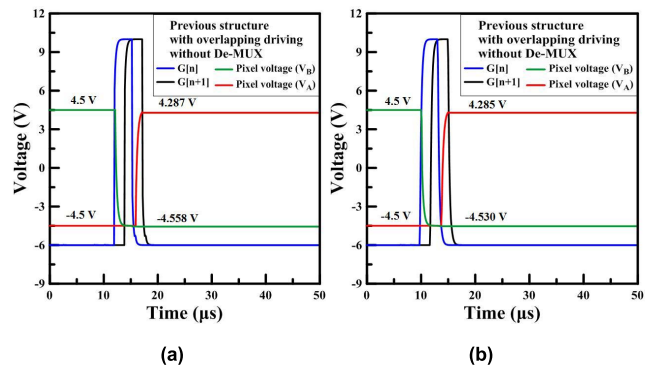 Previous structure
with overlapping driving
without De-MUX
G[n]
Pixel voltage (VB)
G[n+1]
Pixel voltage (VA)
12
9
6
3
0
-3
-6
-9
Voltage (V)
4.5 V
4.287 V
-4.5 V
-4.558 V
0 10 20 30 40 50
Time (μs)
(a)
Previous structure
with overlapping driving
without De-MUX
G[n]
Pixel voltage (VB)
G[n+1]
Pixel voltage (VA)
12
9
6
3
0
-3
-6
-9
Voltage (V)
4.5 V
4.285 V
-4.5 V
-4.530 V
0 10 20 30 40 50
Time (μs)
(b)